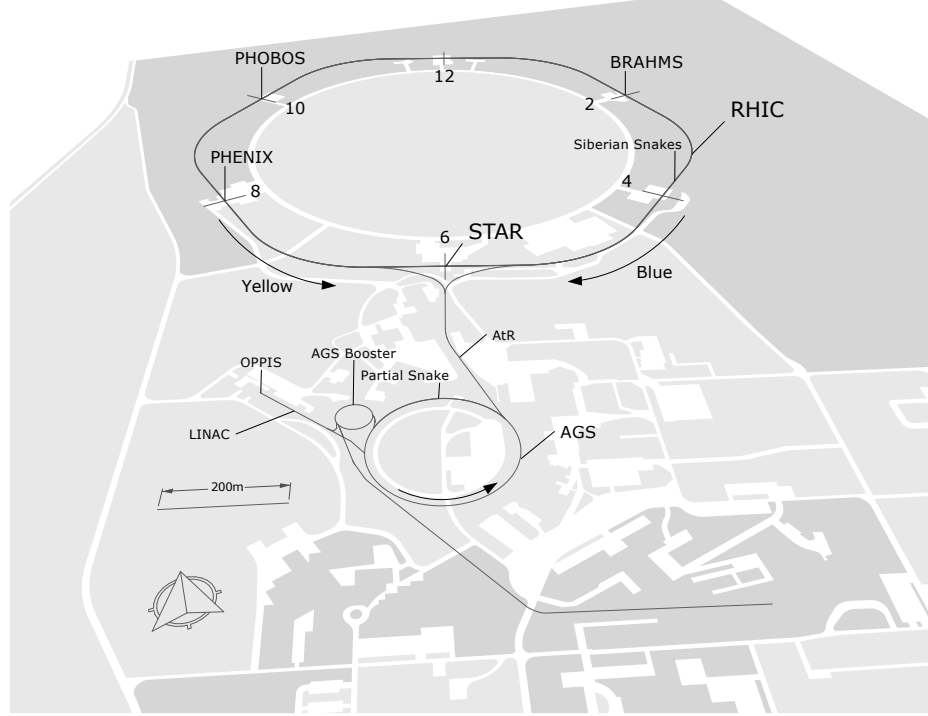 PHOBOS
12
BRAHMS
10
2
RHIC
Siberian Snakes
PHENIX
8
4
6
STAR
Yellow
Blue
AtR
AGS Booster
OPPIS
Partial Snake
LINAC
AGS
200m